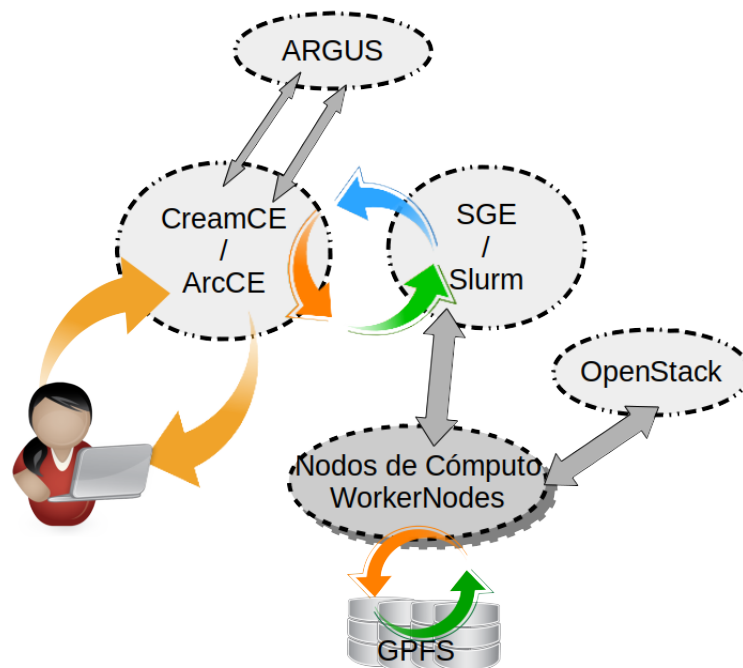 ARGUS
CreamCE
/
ArcCE
SGE
/
Slurm
OpenStack
Nodos de Cómputo
WorkerNodes
GPFS